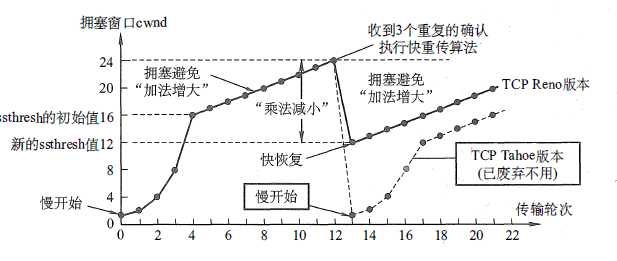 拥塞窗口cwnd
收到3个重复的确认
执行快重传算法
24
20
拥塞避免
“加法增大”
拥塞避免
“加法增大”
TCP Reno版本
ssthresh的初始值16
“乘法减小”
新的ssthresh值12
8
快恢复
TCP Tahoe版本
(已废弃不用)
慢开始
4
慢开始
传输轮次
0
0 2 4 6 8 10 12 14 16 18 20 22